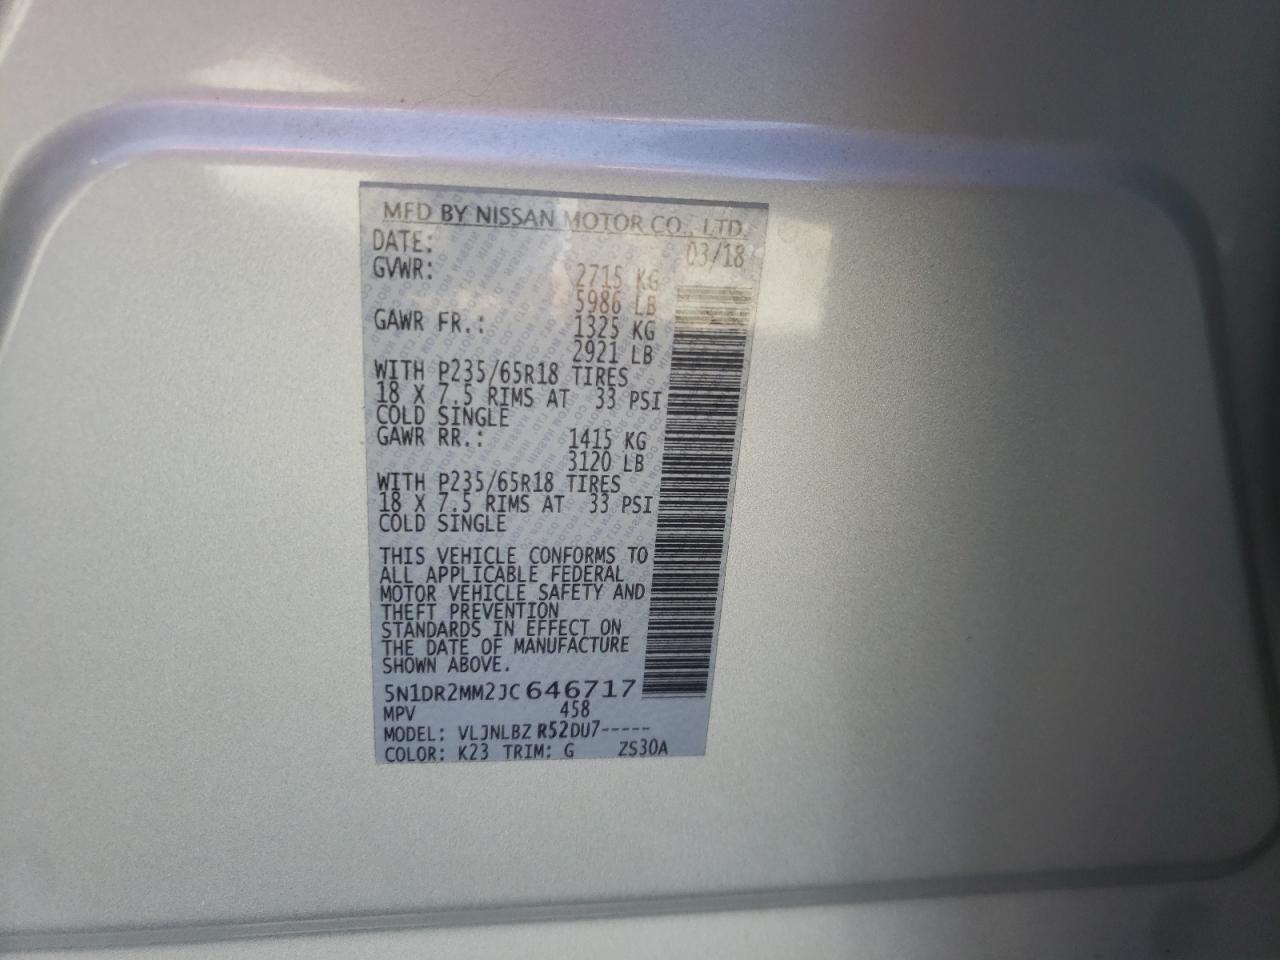 MFD BY NISSAN MOTOR CO., LTD.
DATE: 03/18
GVWR: 2715 KG
5986 LB
GAWR FR.: 1325 KG
2921 LB
WITH P235/65R18 TIRES
18 X 7.5 RIMS AT 33 PSI
COLD SINGLE
GAWR RR.: 1415 KG
3120 LB
WITH P235/65R18 TIRES
18 X 7.5 RIMS AT 33 PSI
COLD SINGLE
THIS VEHICLE CONFORMS TO
ALL APPLICABLE FEDERAL
MOTOR VEHICLE SAFETY AND
THEFT PREVENTION
STANDARDS IN EFFECT ON
THE DATE OF MANUFACTURE
SHOWN ABOVE.
5N1DR2MM2JC646717
MPV 458
MODEL: VLJNLBZ R52DU7-----
COLOR: K23 TRIM: G ZS30A